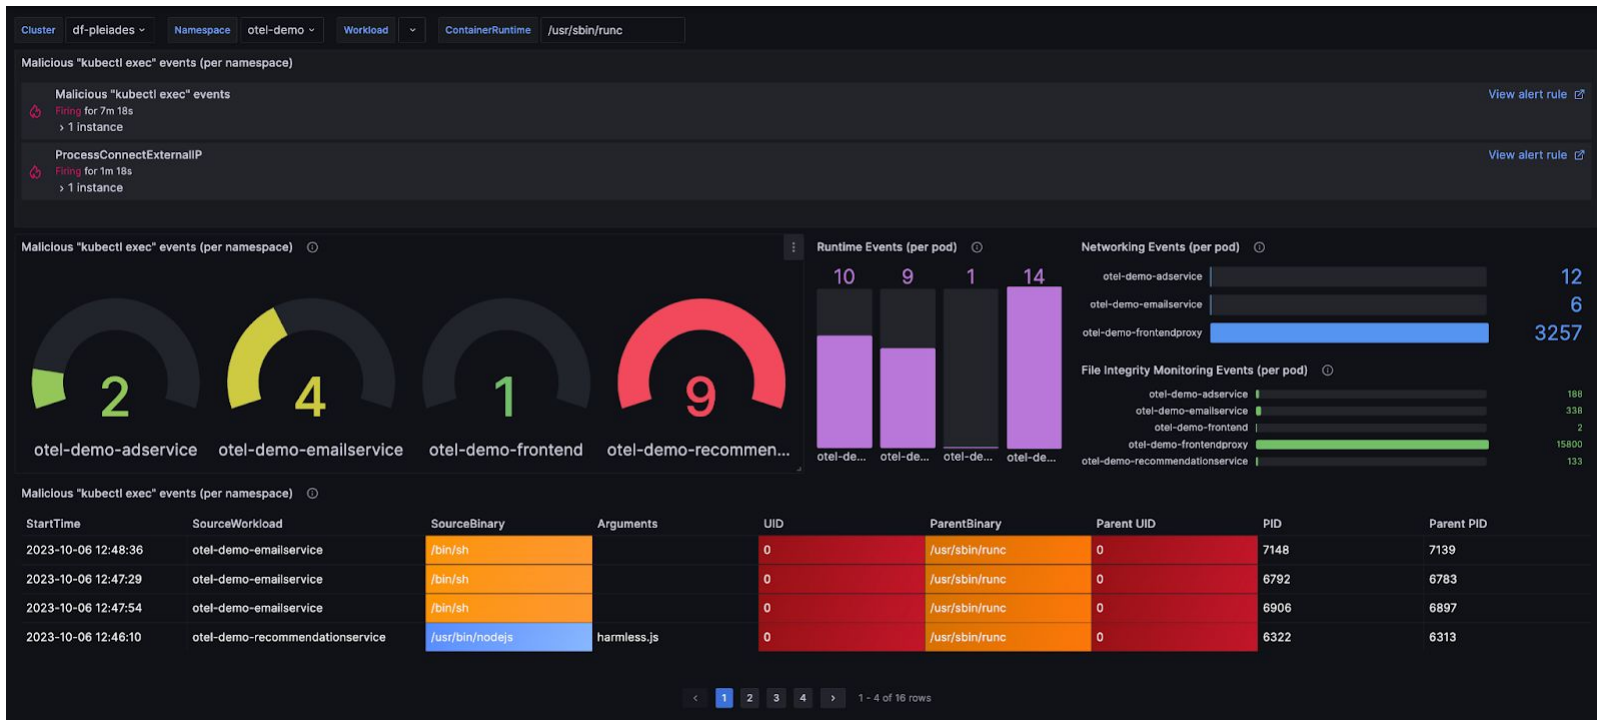 Cluster df-pleiades Namespace otel-demo Workload ContainerRuntime /usr/sbin/runc
Malicious "kubectl exec" events (per namespace)
Malicious "kubectl exec" events View alert rule
Firing for 7m 18s
› 1 instance
ProcessConnectExternalIP View alert rule
Firing for 1m 18s
› 1 instance
Malicious "kubectl exec" events (per namespace)
2 4 1 9
otel-demo-adservice otel-demo-emailservice otel-demo-frontend otel-demo-recommen...
Runtime Events (per pod)
10 9 1 14
otel-de... otel-de... otel-de... otel-de...
Networking Events (per pod)
otel-demo-adservice 12
otel-demo-emailservice 6
otel-demo-frontendproxy 3257
File Integrity Monitoring Events (per pod)
otel-demo-adservice 188
otel-demo-emailservice 338
otel-demo-frontend 2
otel-demo-frontendproxy 15800
otel-demo-recommendationservice 133
Malicious "kubectl exec" events (per namespace)
StartTime SourceWorkload SourceBinary Arguments UID ParentBinary Parent UID PID Parent PID
2023-10-06 12:48:36 otel-demo-emailservice /bin/sh 0 /usr/sbin/runc 0 7148 7139
2023-10-06 12:47:29 otel-demo-emailservice /bin/sh 0 /usr/sbin/runc 0 6792 6783
2023-10-06 12:47:54 otel-demo-emailservice /bin/sh 0 /usr/sbin/runc 0 6906 6897
2023-10-06 12:46:10 otel-demo-recommendationservice /usr/bin/nodejs harmless.js 0 /usr/sbin/runc 0 6322 6313
‹ 1 2 3 4 › 1 - 4 of 16 rows